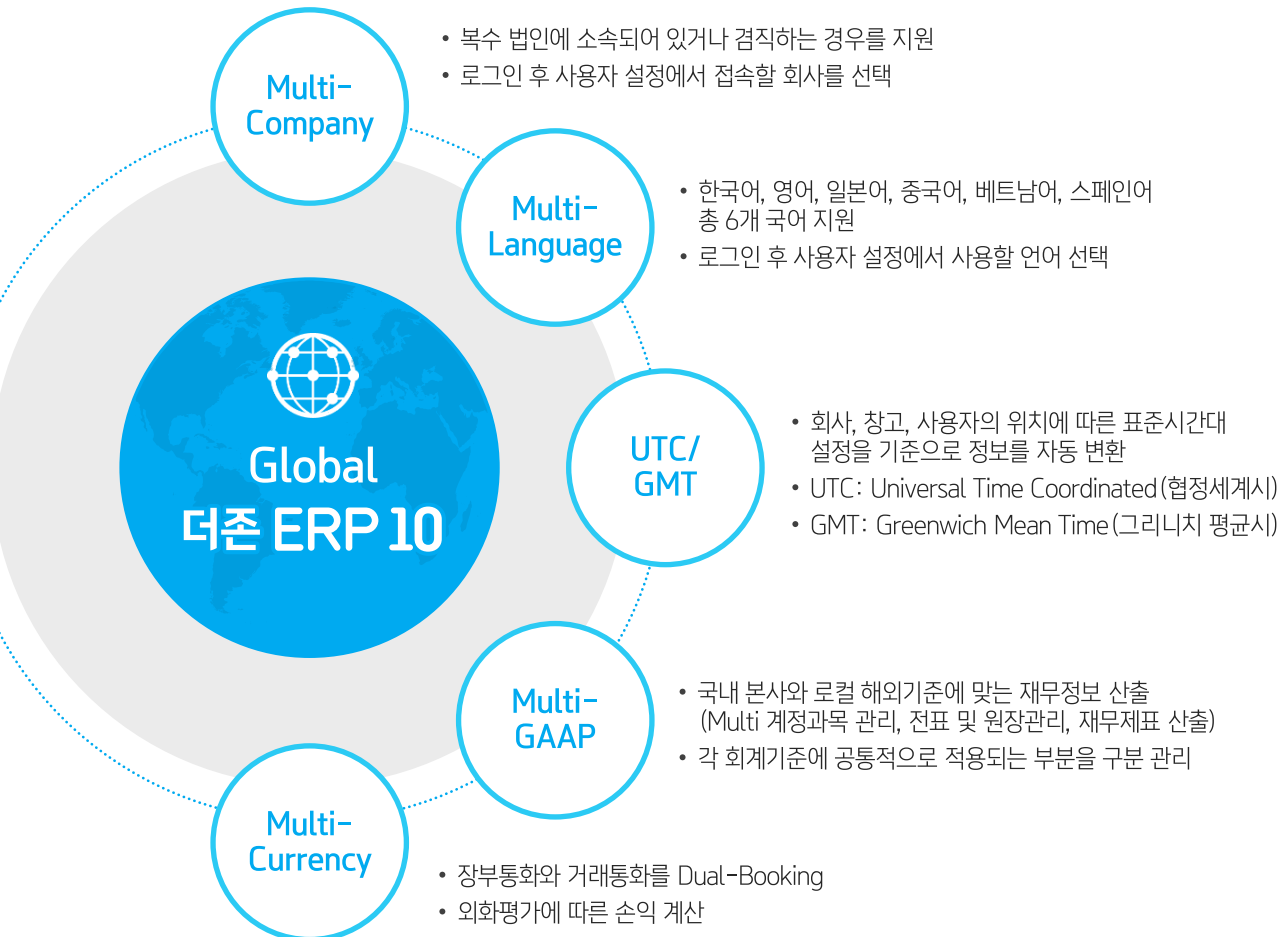 Multi-
Company
• 복수 법인에 소속되어 있거나 겸직하는 경우를 지원
• 로그인 후 사용자 설정에서 접속할 회사를 선택
Multi-
Language
• 한국어, 영어, 일본어, 중국어, 베트남어, 스페인어
총 6개 국어 지원
• 로그인 후 사용자 설정에서 사용할 언어 선택
Global
더존 ERP 10
UTC/
GMT
• 회사, 창고, 사용자의 위치에 따른 표준시간대
설정을 기준으로 정보를 자동 변환
• UTC: Universal Time Coordinated(협정세계시)
• GMT: Greenwich Mean Time(그리니치 평균시)
Multi-
GAAP
• 국내 본사와 로컬 해외기준에 맞는 재무정보 산출
(Multi 계정과목 관리, 전표 및 원장관리, 재무제표 산출)
• 각 회계기준에 공통적으로 적용되는 부분을 구분 관리
Multi-
Currency
• 장부통화와 거래통화를 Dual-Booking
• 외화평가에 따른 손익 계산